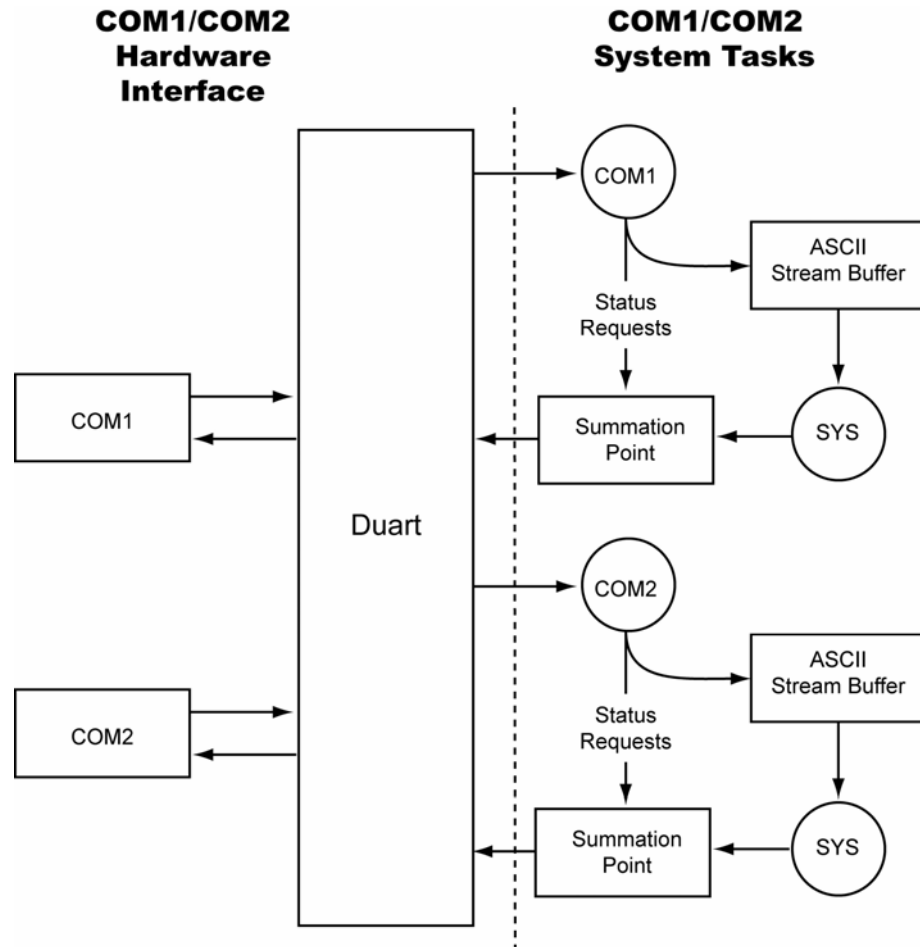 COM1/COM2
Hardware
Interface
COM1/COM2
System Tasks
COM1
ASCII
Stream Buffer
Status
Requests
COM1
Summation
Point
SYS
Duart
COM2
ASCII
Stream Buffer
Status
Requests
COM2
Summation
Point
SYS